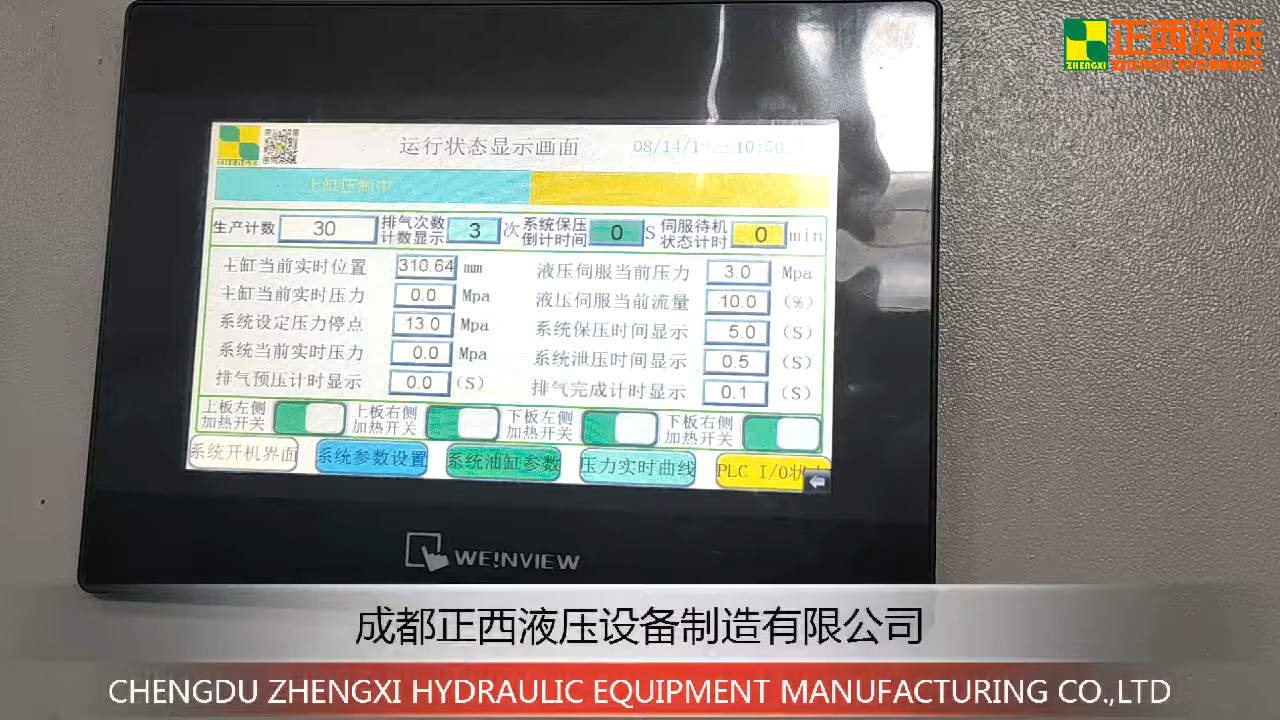 正西液压
ZHENGXI HYDRAULIC
ZHENGXI
ZHENGXI
运行状态显示画面 08/14/19 10:50
上缸压制中
生产计数 30 排气次数计数显示 3 次 系统保压倒计时间 0 S 伺服待机状态计时 0 min
主缸当前实时位置 310.64 mm 液压伺服当前压力 3.0 Mpa
主缸当前实时压力 0.0 Mpa 液压伺服当前流量 10.0 (%)
系统设定压力停点 13.0 Mpa 系统保压时间显示 5.0 (S)
系统当前实时压力 0.0 Mpa 系统泄压时间显示 0.5 (S)
排气预压计时显示 0.0 (S) 排气完成计时显示 0.1 (S)
上板左侧加热开关 上板右侧加热开关 下板左侧加热开关 下板右侧加热开关
系统开机界面 系统参数设置 系统油缸参数 压力实时曲线 PLC I/O状
WE!NVIEW
成都正西液压设备制造有限公司
CHENGDU ZHENGXI HYDRAULIC EQUIPMENT MANUFACTURING CO.,LTD